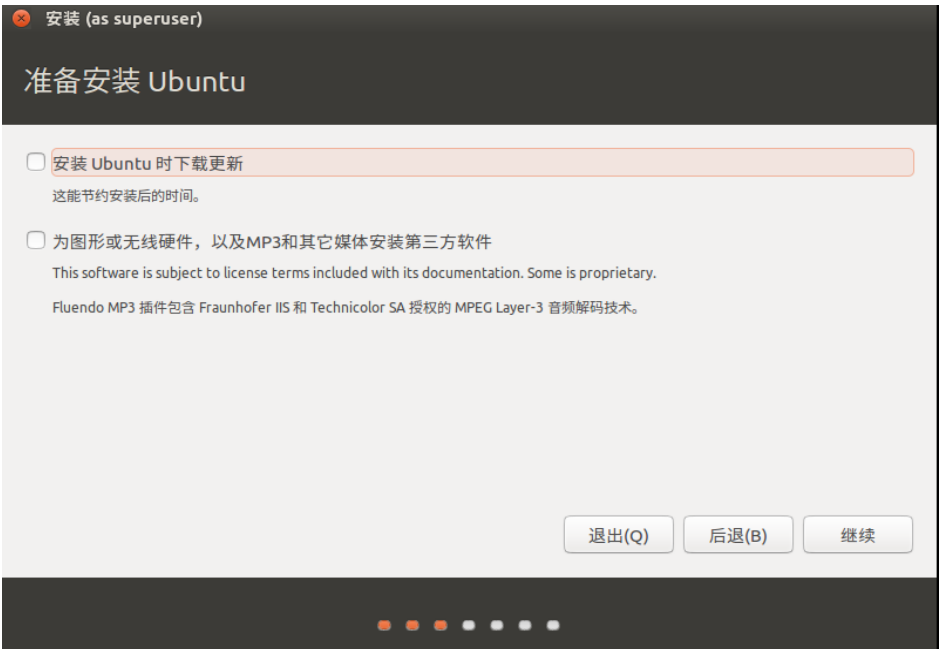 安装 (as superuser)
准备安装 Ubuntu
安装 Ubuntu 时下载更新
这能节约安装后的时间。
为图形或无线硬件，以及MP3和其它媒体安装第三方软件
This software is subject to license terms included with its documentation. Some is proprietary.
Fluendo MP3 插件包含 Fraunhofer IIS 和 Technicolor SA 授权的 MPEG Layer-3 音频解码技术。
退出(Q) 后退(B) 继续